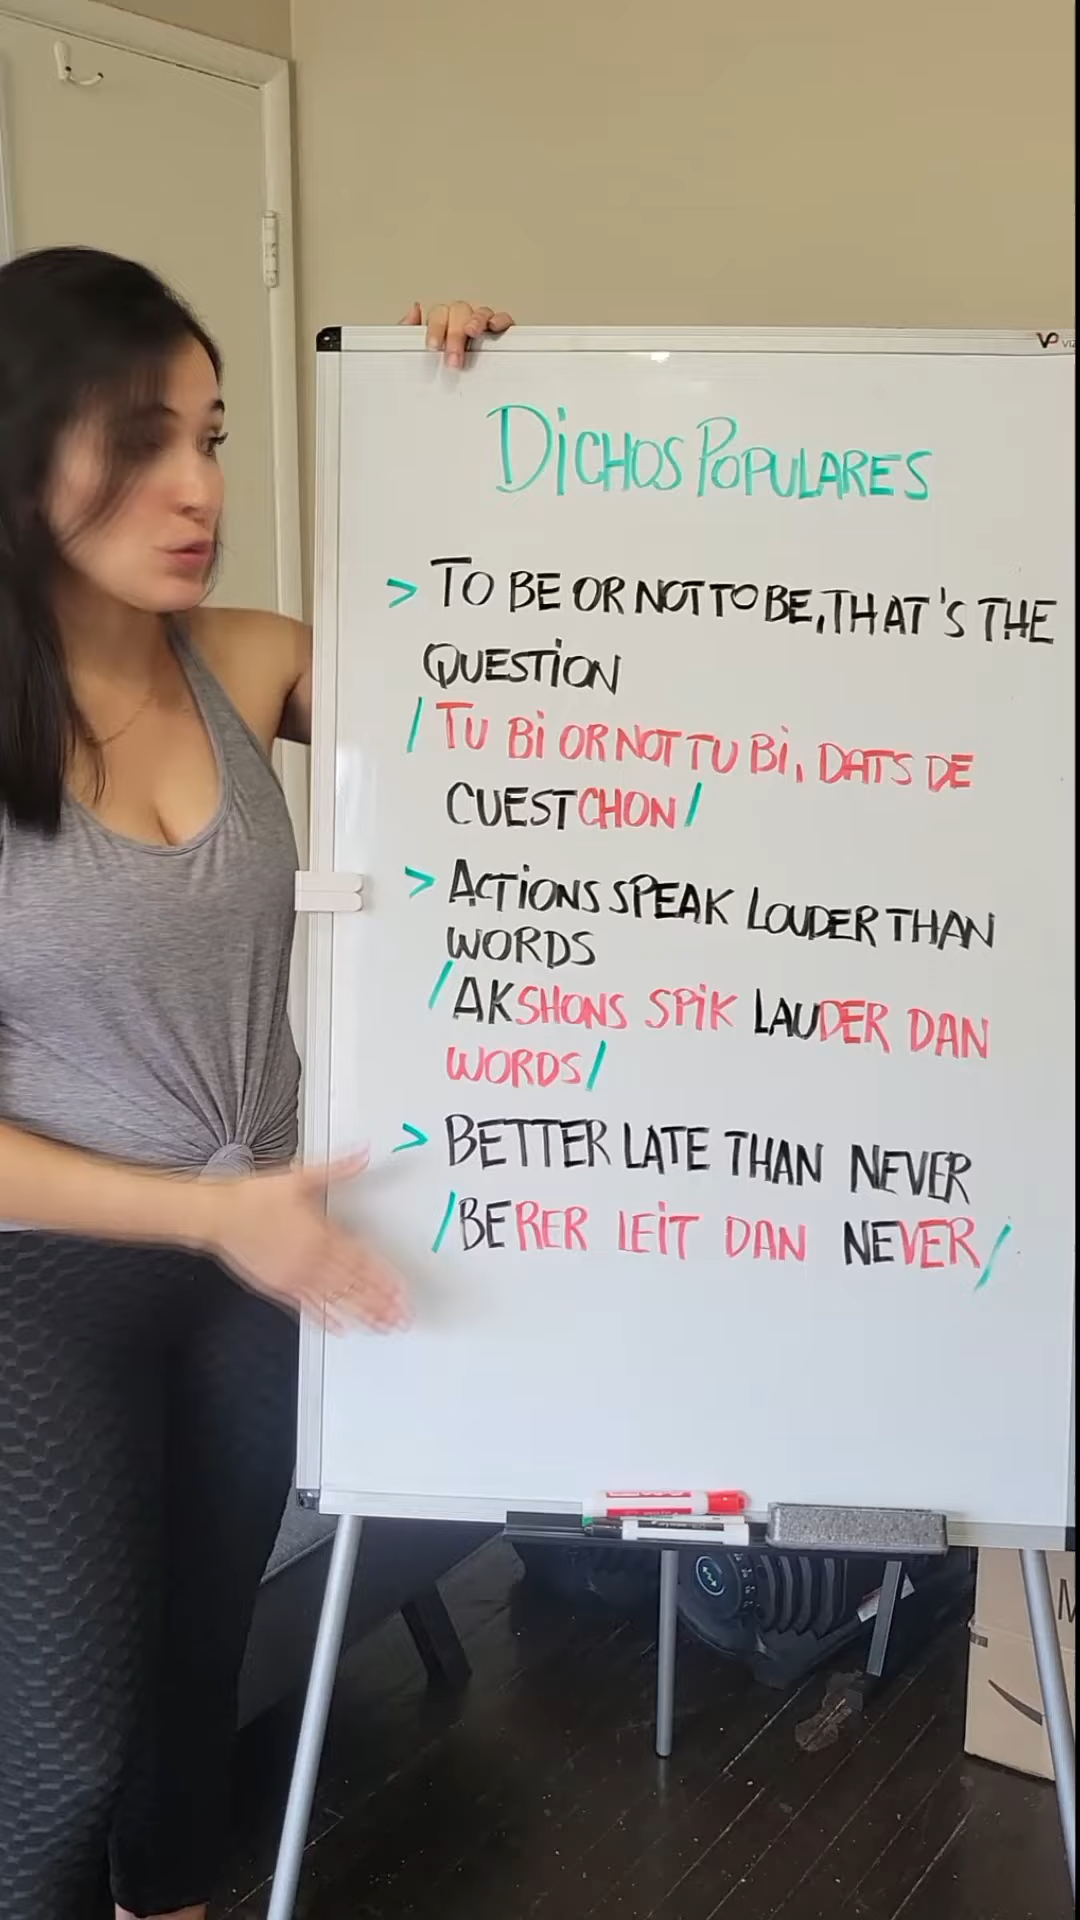 VP
DiCHOS POPULARES
> TO BE OR NOT TO BE, THAT'S THE
QUESTiON
/TU Bi OR NOT TU Bi, DATS DE
CUESTCHON/
> ACTiONS SPEAK LOUDER THAN
WORDS
/AKSHONS SPiK LAUDER DAN
WORDS/
> BETTER LATE THAN NEVER
/BERER LEiT DAN NEVER/